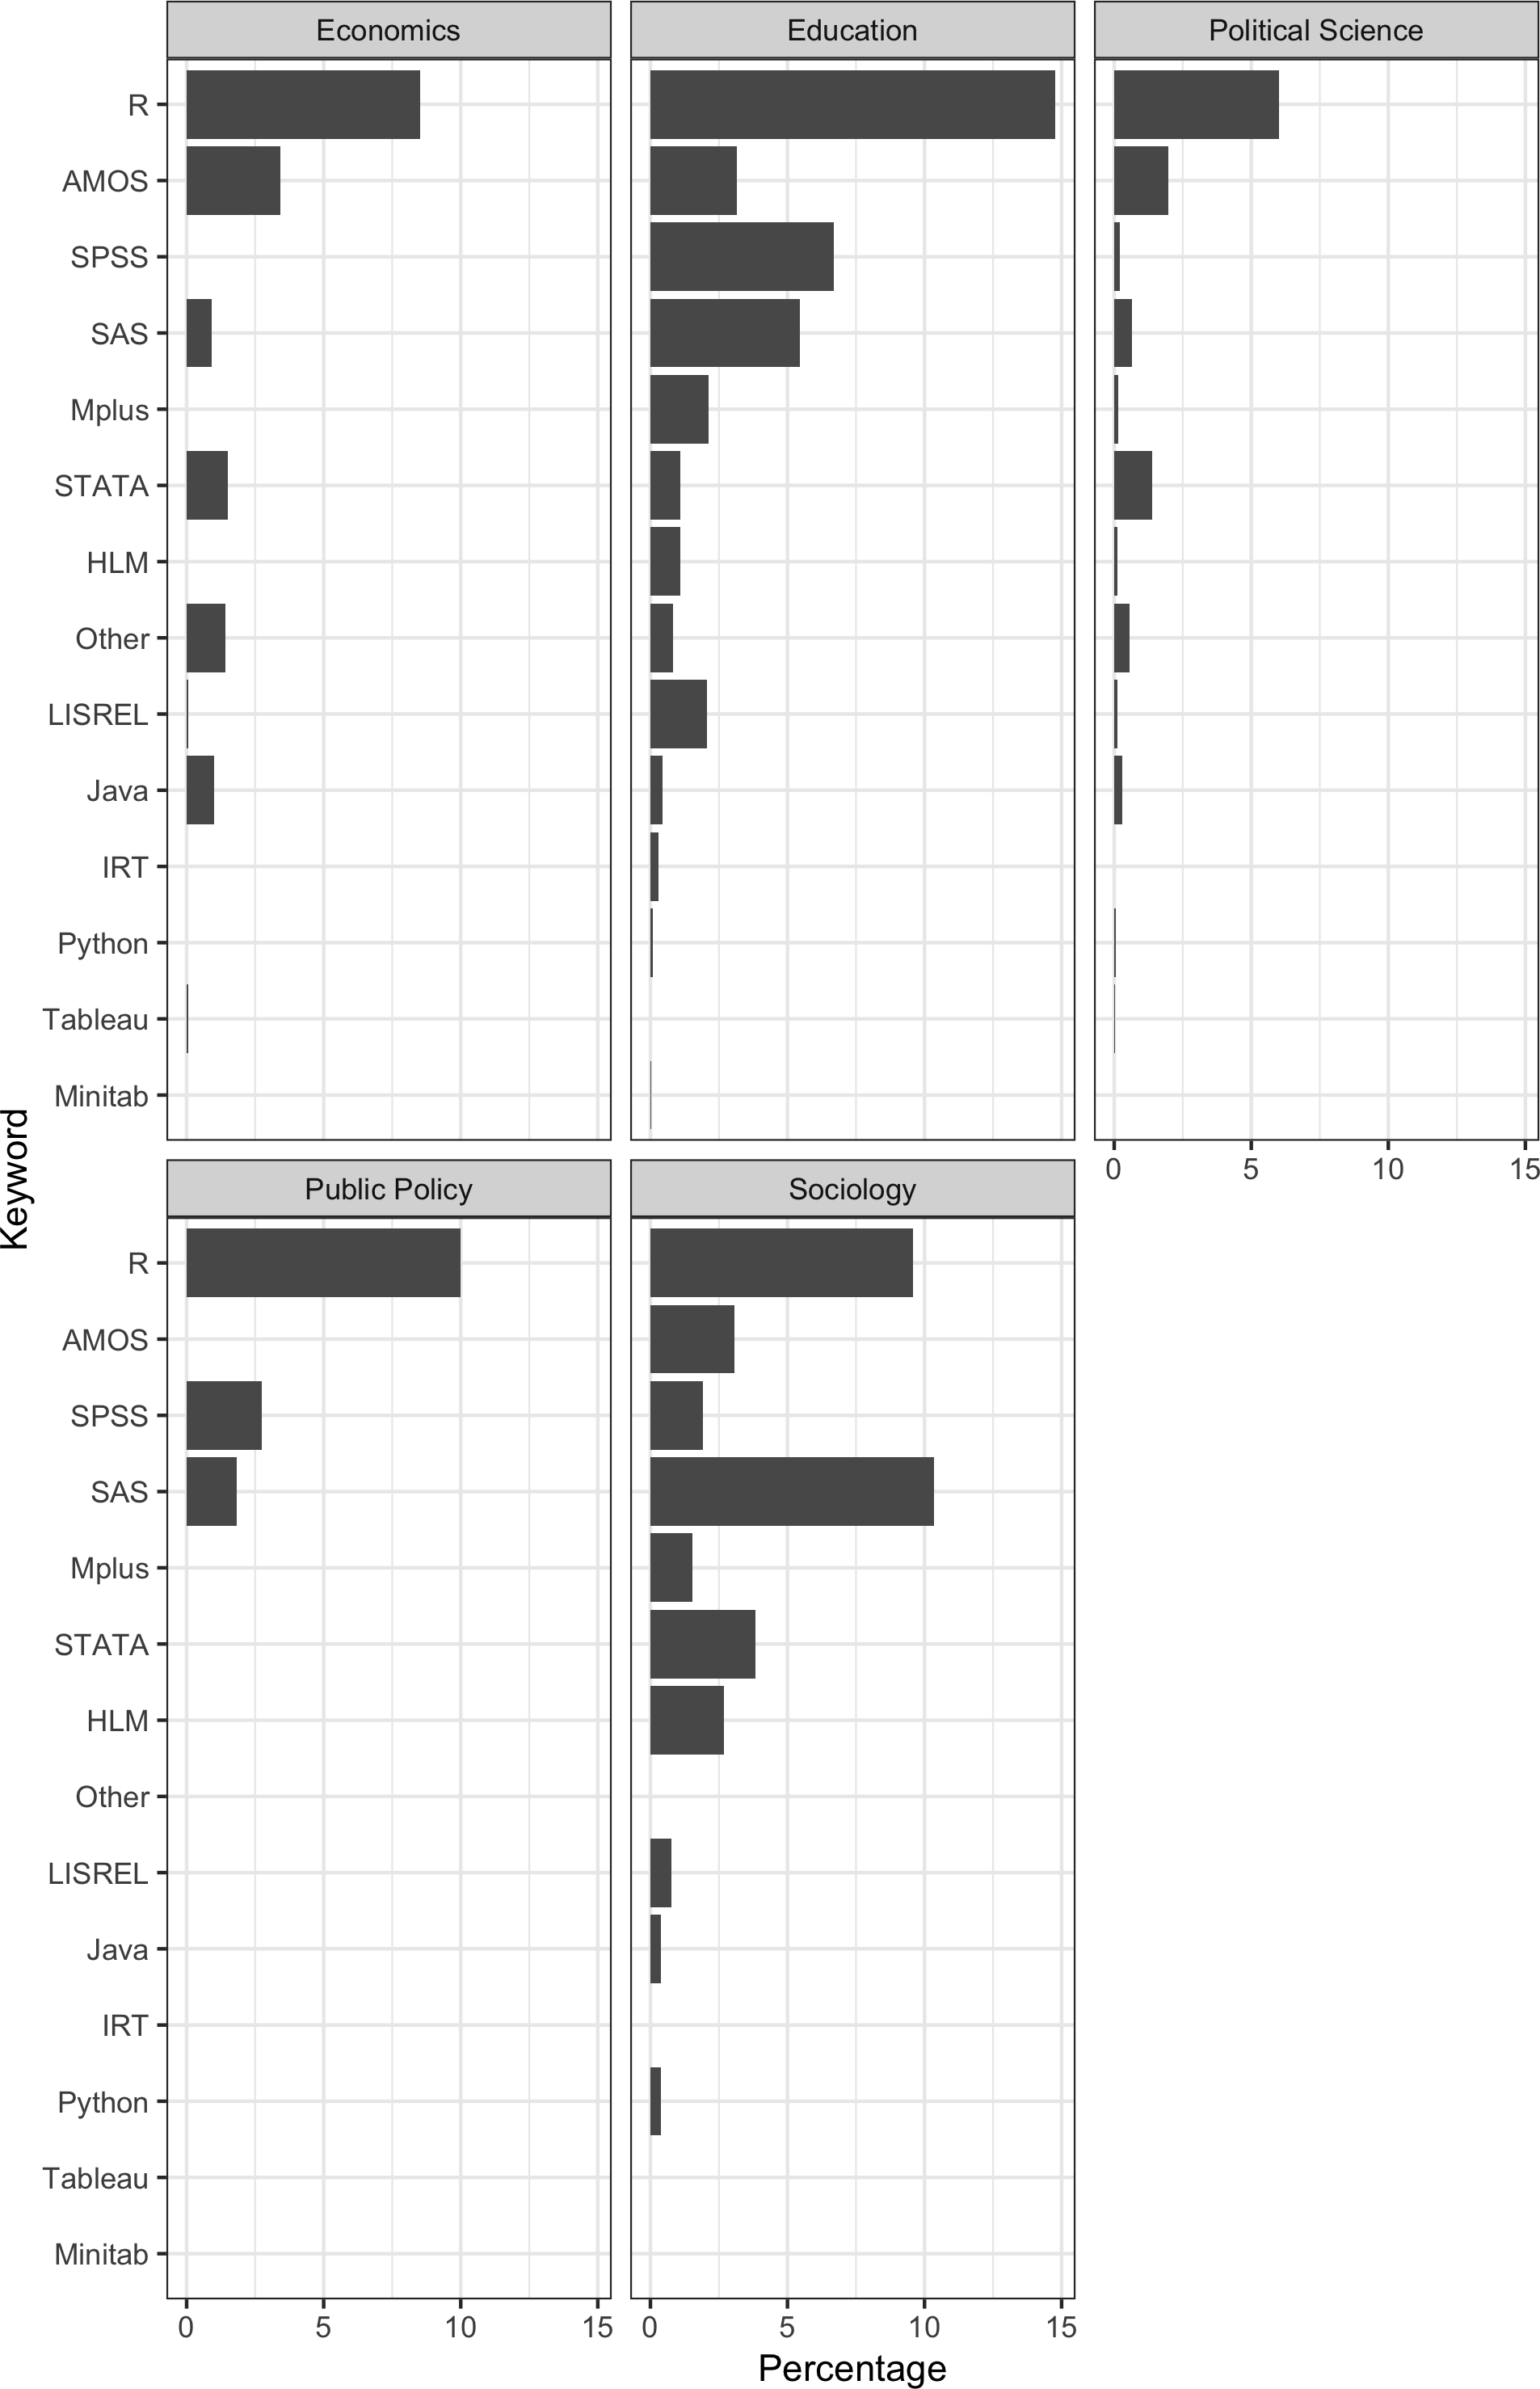 Economics
Education
Political Science
R
AMOS
SPSS
SAS
Mplus
STATA
HLM
Other
LISREL
Java
IRT
Python
Tableau
Minitab
0 5 10 15
Keyword
Public Policy
Sociology
R
AMOS
SPSS
SAS
Mplus
STATA
HLM
Other
LISREL
Java
IRT
Python
Tableau
Minitab
0 5 10 15
0 5 10 15
Percentage